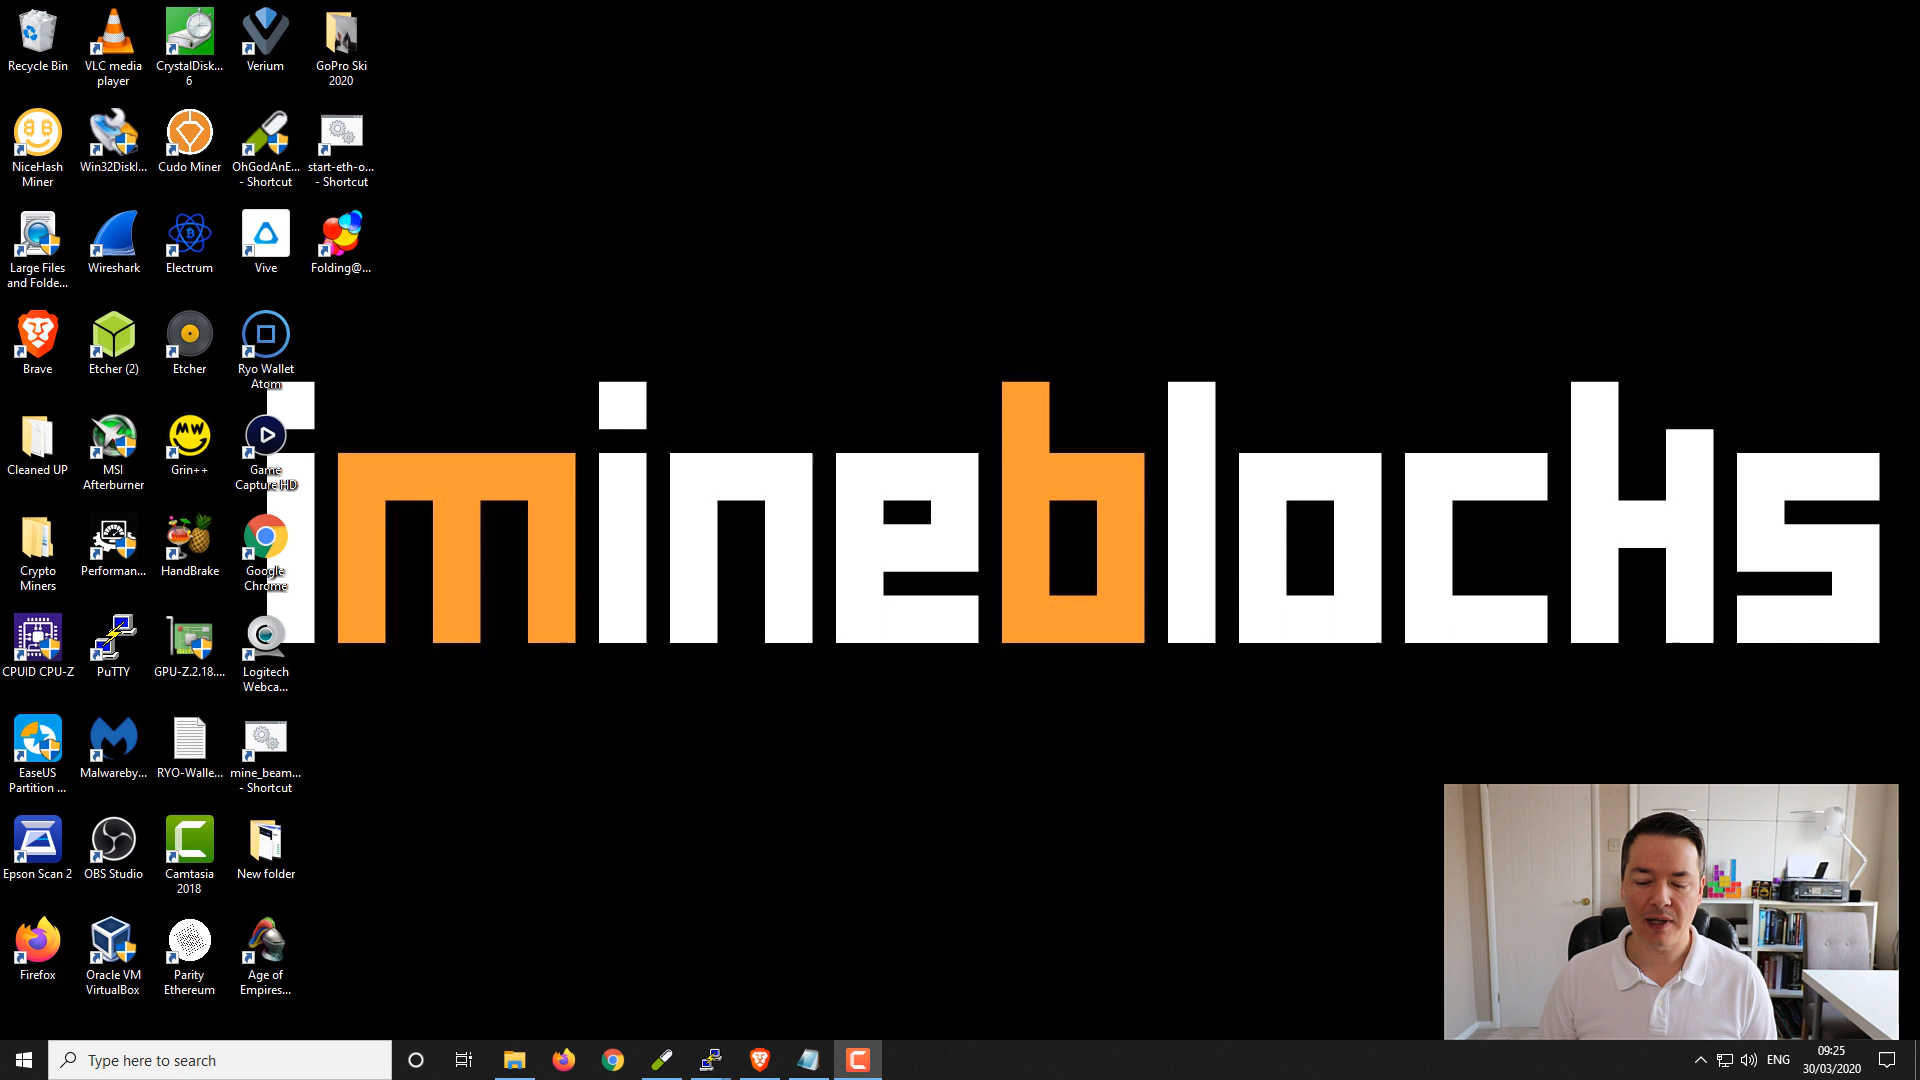 Recycle Bin
VLC media
player
CrystalDisk...
6
Verium
GoPro Ski
2020
NiceHash
Miner
Win32DiskI...
Cudo Miner
OhGodAnE...
- Shortcut
start-eth-o...
- Shortcut
Large Files
and Folde...
Wireshark
Electrum
Vive
Folding@...
Brave
Etcher (2)
Etcher
Ryo Wallet
Atom
Cleaned UP
MSI
Afterburner
MW
Grin++
Game
Capture HD
imineblocks
Crypto
Miners
Performan...
HandBrake
Google
Chrome
CPUID CPU-Z
PuTTY
GPU-Z.2.18....
Logitech
Webca...
EaseUS
Partition ...
Malwareby...
RYO-Walle...
mine_beam...
- Shortcut
Epson Scan 2
OBS Studio
Camtasia
2018
New folder
Firefox
Oracle VM
VirtualBox
Parity
Ethereum
Age of
Empires...
Type here to search
ENG
09:25
30/03/2020